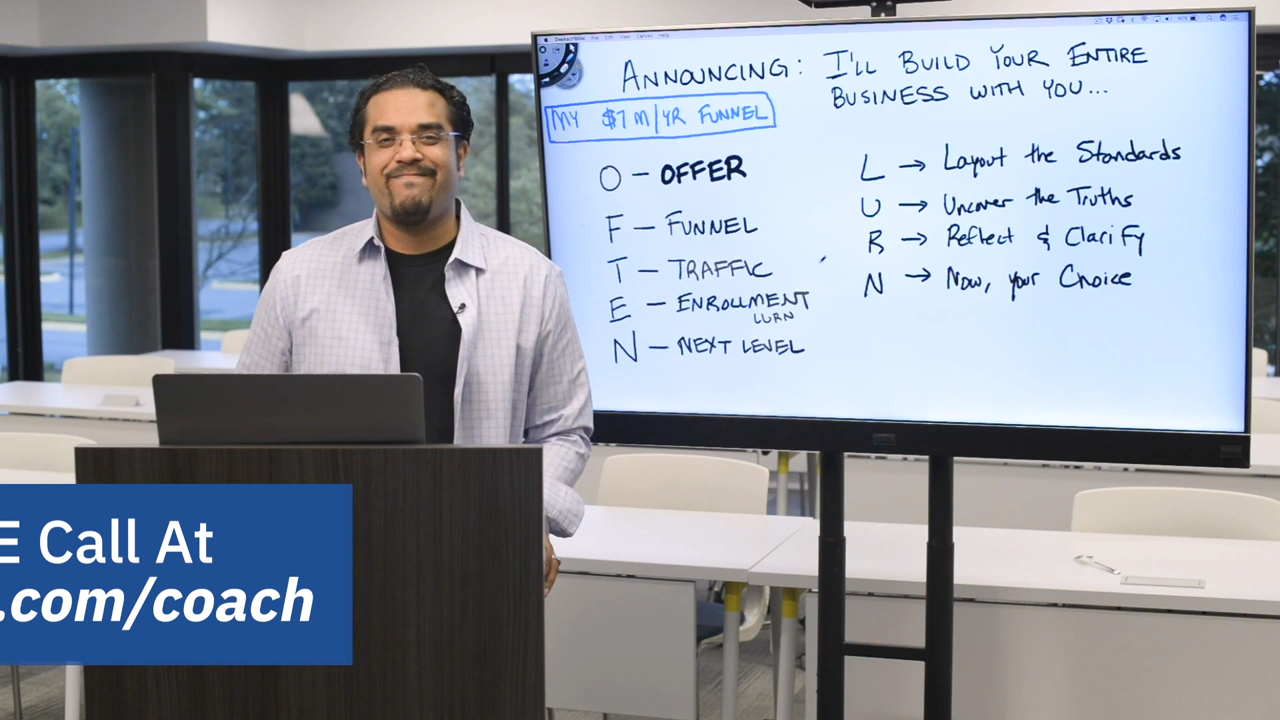 ANNOUNCING: I'LL BUILD YOUR ENTIRE
BUSINESS WITH YOU...
MY $7M/YR FUNNEL
O - OFFER
F - FUNNEL
T - TRAFFIC
E - ENROLLMENT
LURN
N - NEXT LEVEL
L → Layout the Standards
U → Uncover the Truths
R → Reflect & Clarify
N → Now, your Choice
E Call At
.com/coach